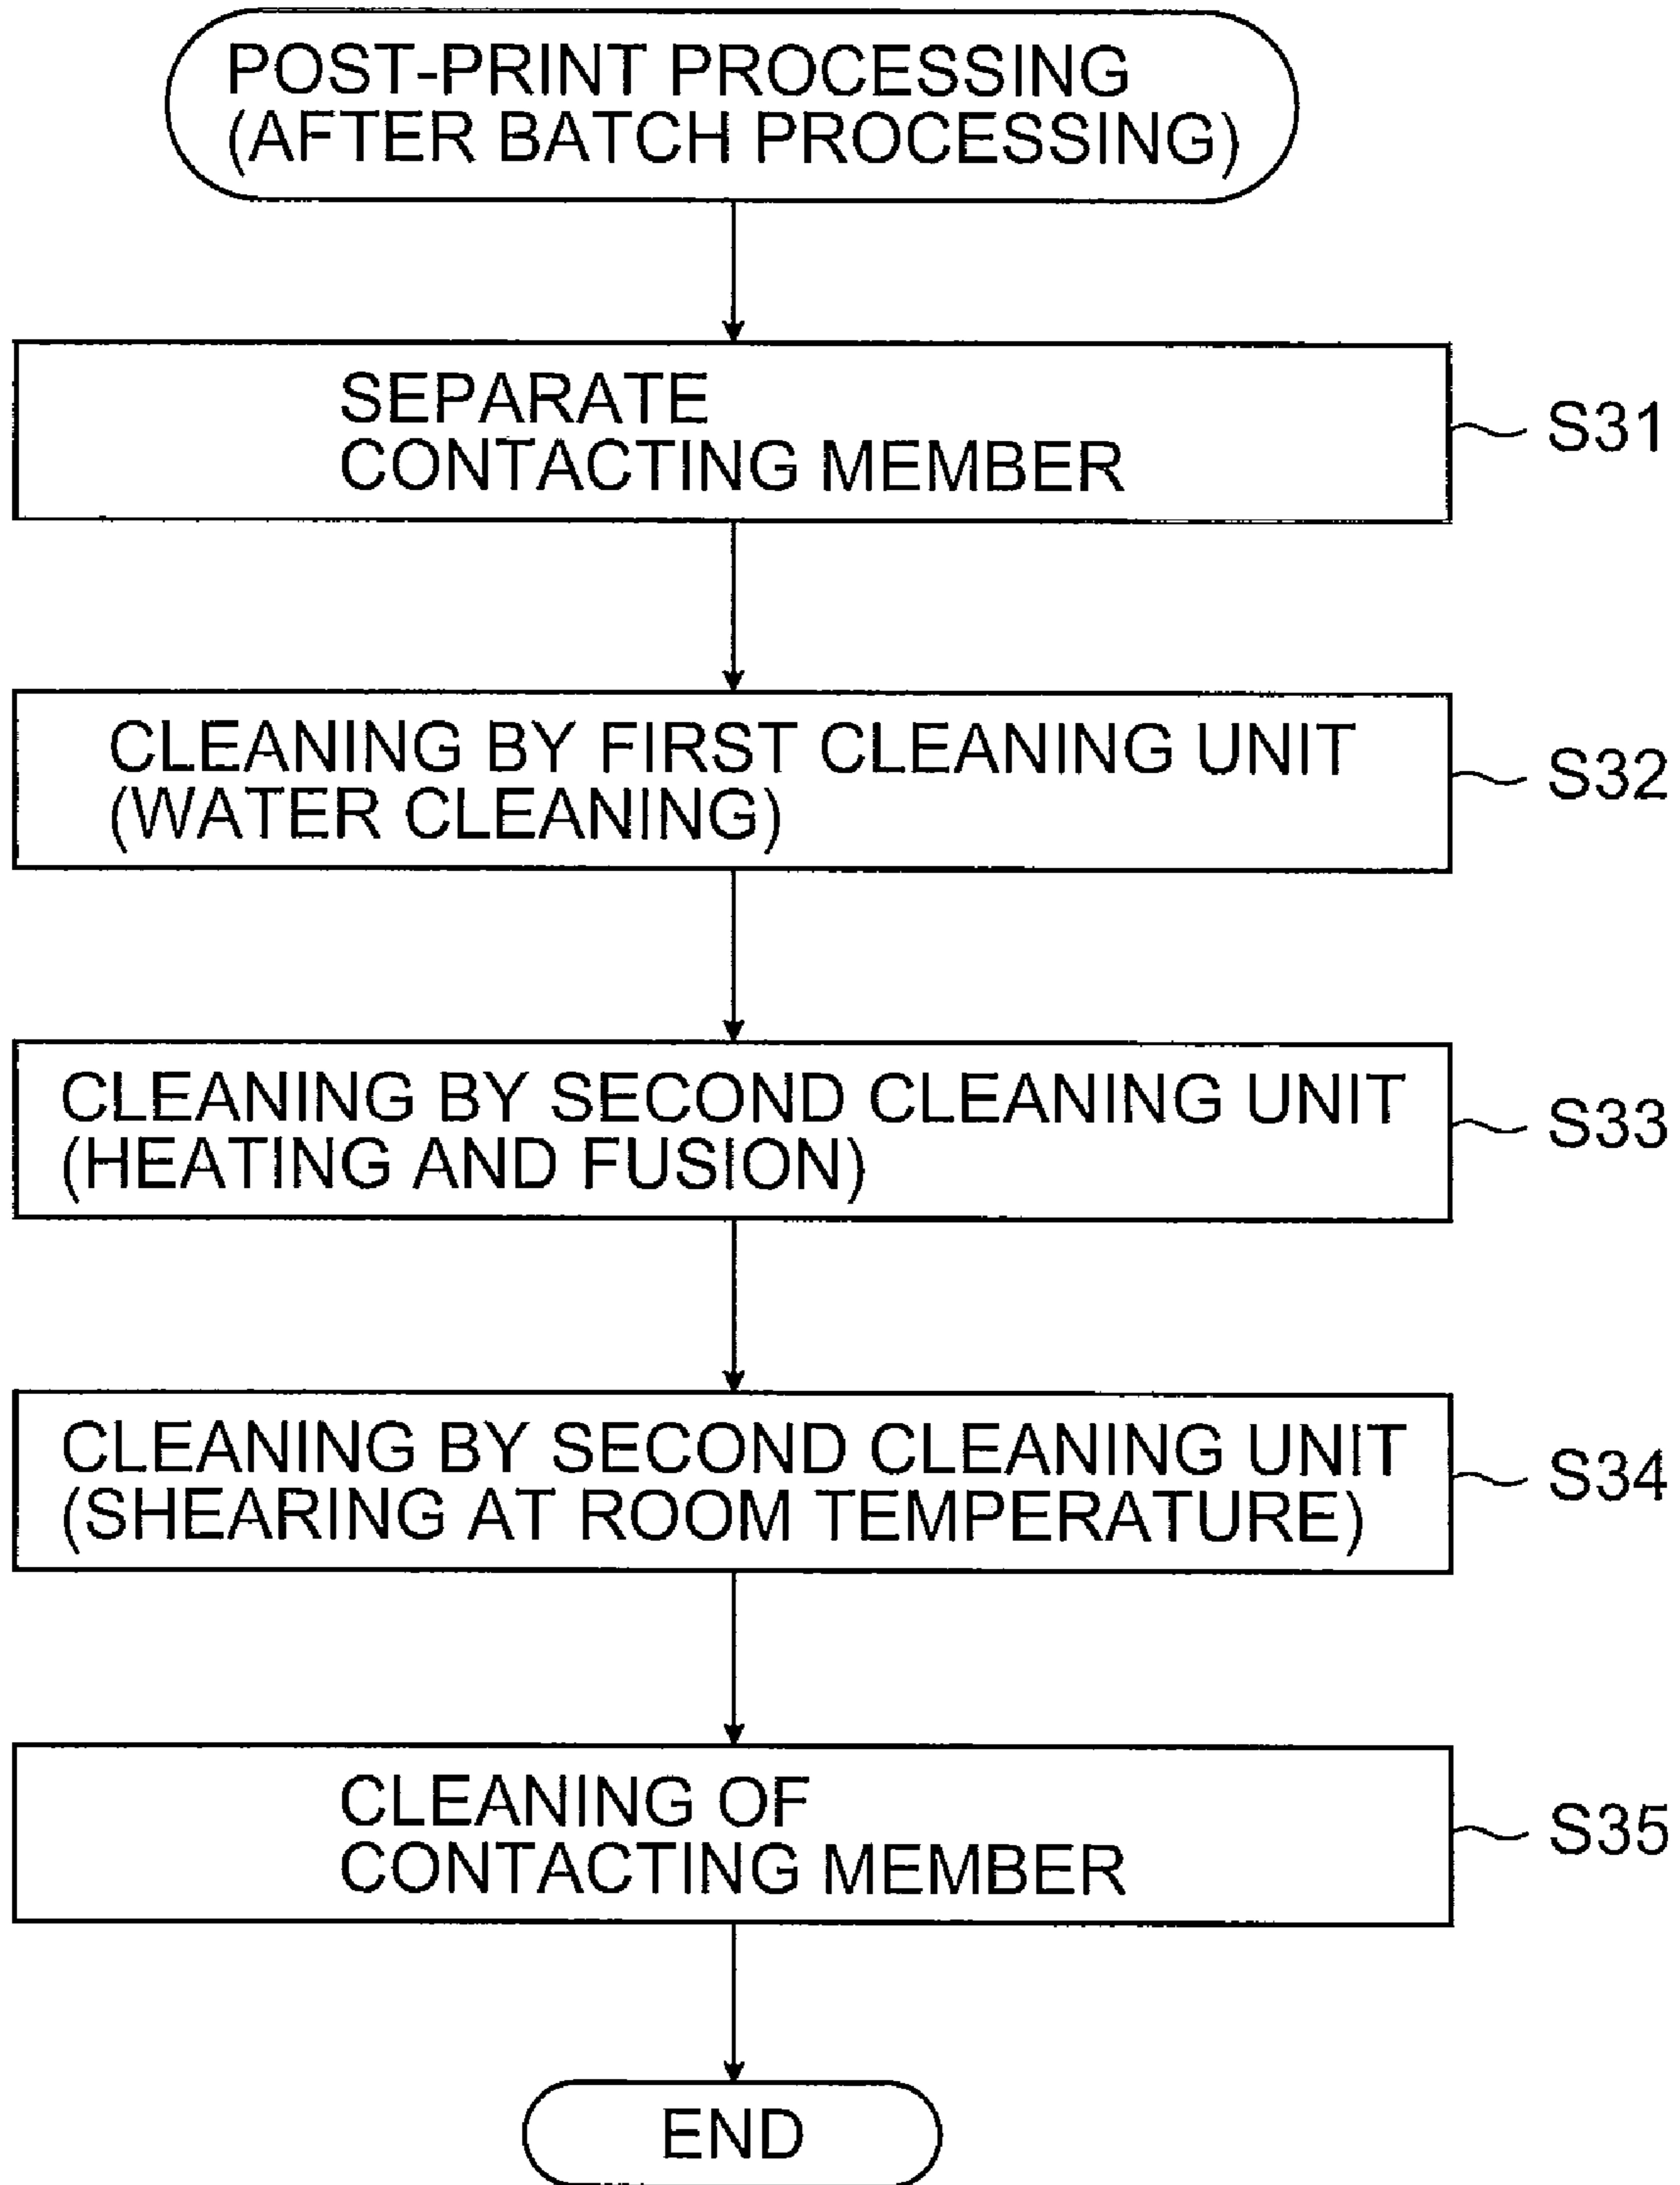 POST-PRINT PROCESSING
(AFTER BATCH PROCESSING)
SEPARATE
CONTACTING MEMBER
S31
CLEANING BY FIRST CLEANING UNIT
(WATER CLEANING)
S32
CLEANING BY SECOND CLEANING UNIT
(HEATING AND FUSION)
S33
CLEANING BY SECOND CLEANING UNIT
(SHEARING AT ROOM TEMPERATURE)
S34
CLEANING OF
CONTACTING MEMBER
S35
END